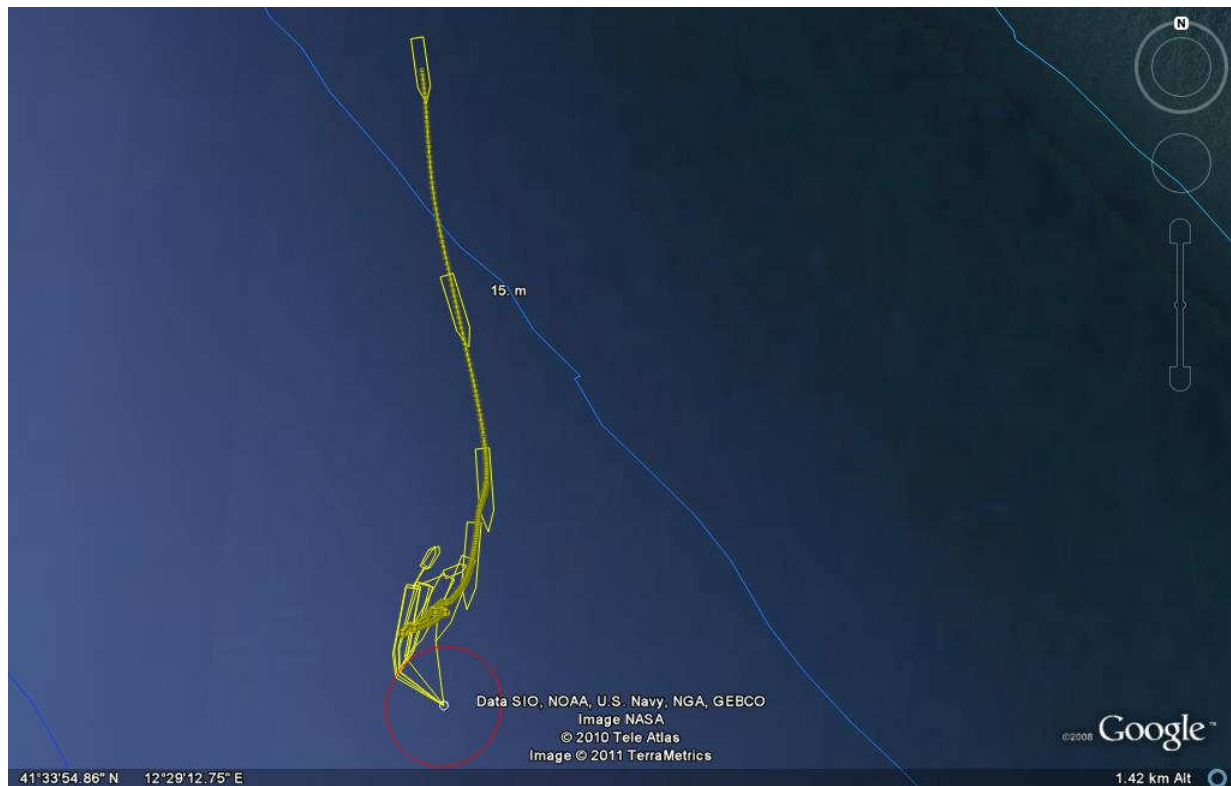 N
15. m
Data SIO, NOAA, U.S. Navy, NGA, GEBCO
Image NASA
© 2010 Tele Atlas
Image © 2011 TerraMetrics
©2008 Google™
41°33'54.86" N 12°29'12.75" E 1.42 km Alt